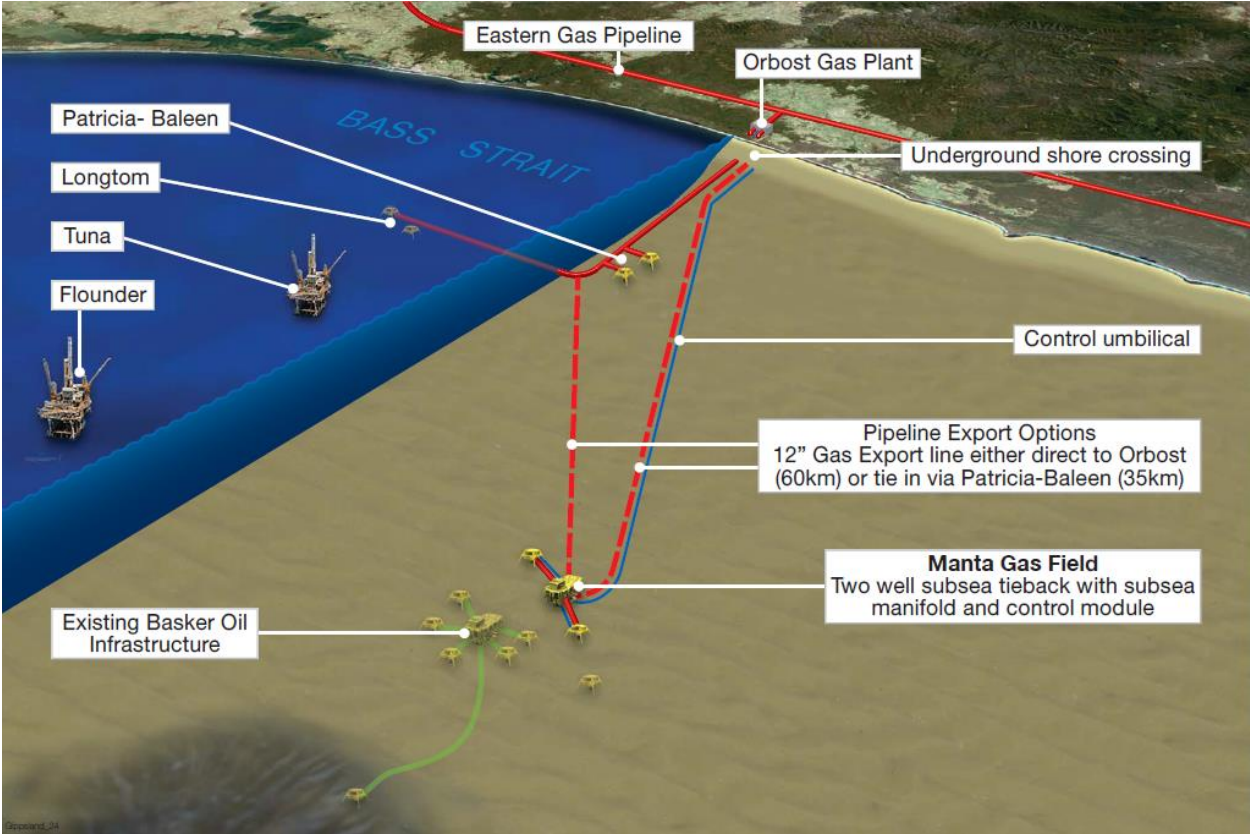 Eastern Gas Pipeline
Orbost Gas Plant
Patricia- Baleen
BASS STRAIT
Underground shore crossing
Longtom
Tuna
Flounder
Control umbilical
Pipeline Export Options
12” Gas Export line either direct to Orbost
(60km) or tie in via Patricia-Baleen (35km)
Manta Gas Field
Two well subsea tieback with subsea
manifold and control module
Existing Basker Oil
Infrastructure
Gippsland_24